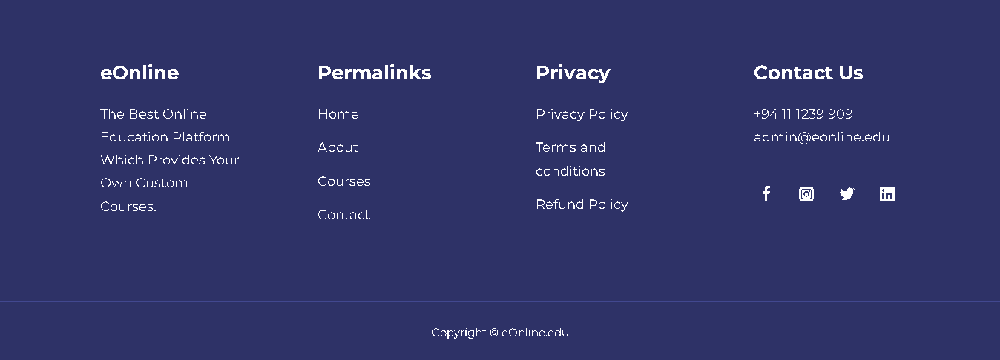 eOnline
The Best Online
Education Platform
Which Provides Your
Own Custom
Courses.
Permalinks
Home
About
Courses
Contact
Privacy
Privacy Policy
Terms and
conditions
Refund Policy
Contact Us
+94 11 1239 909
admin@eonline.edu
Copyright © eOnline.edu